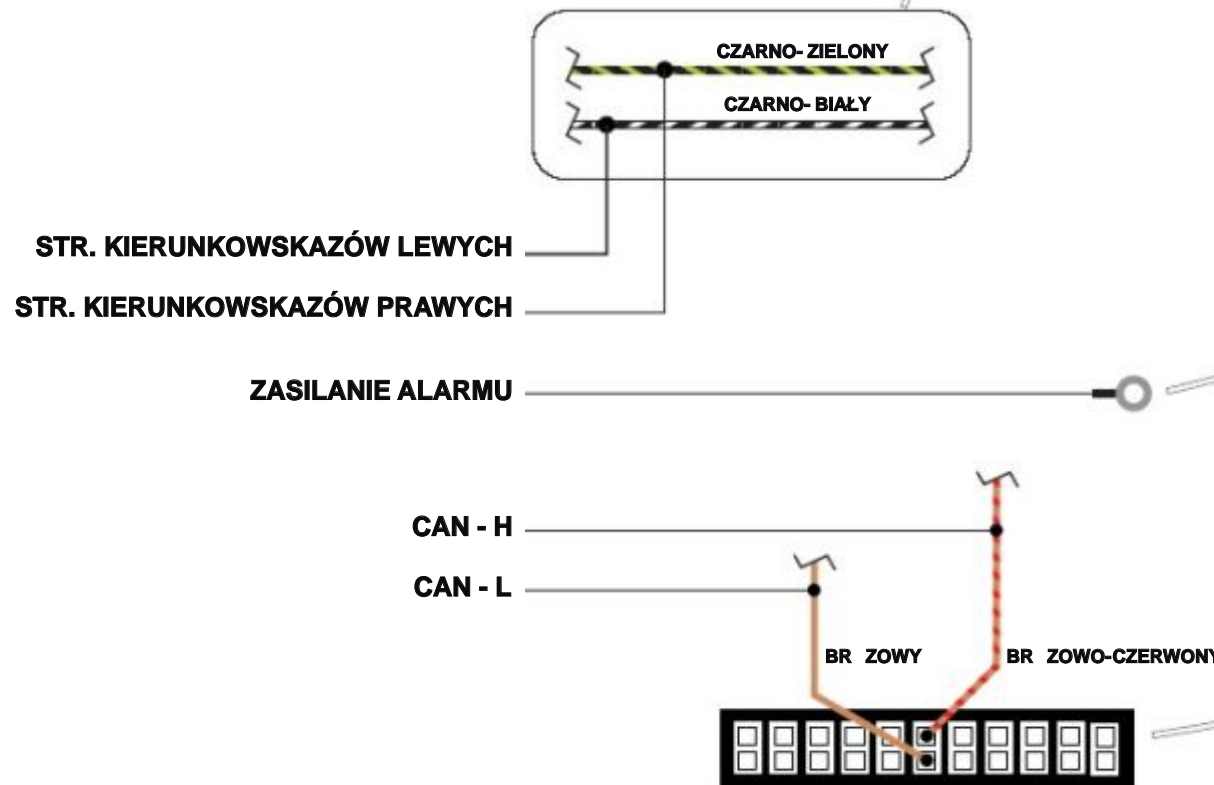 CZARNO- ZIELONY
CZARNO- BIAŁY
STR. KIERUNKOWSKAZÓW LEWYCH
STR. KIERUNKOWSKAZÓW PRAWYCH
ZASILANIE ALARMU
CAN - H
CAN - L
BR ZOWY
BR ZOWO-CZERWONY